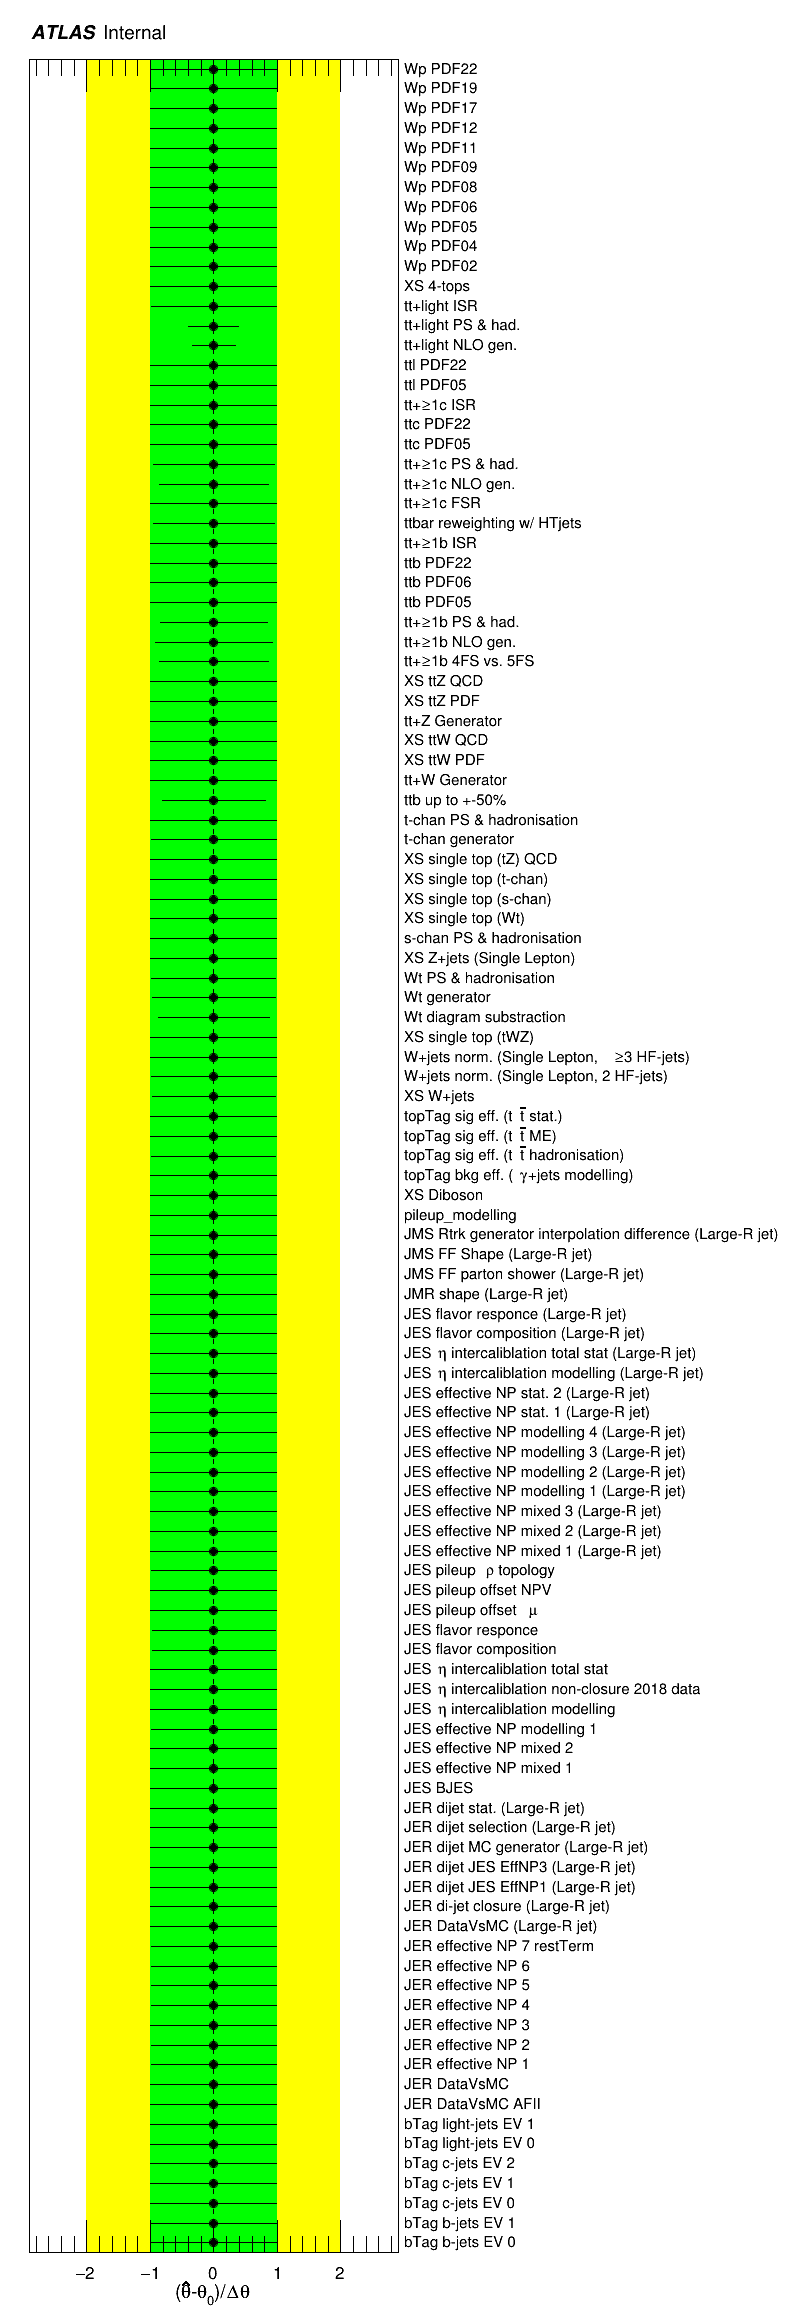 ATLAS Internal
Wp PDF22
Wp PDF19
Wp PDF17
Wp PDF12
Wp PDF11
Wp PDF09
Wp PDF08
Wp PDF06
Wp PDF05
Wp PDF04
Wp PDF02
XS 4-tops
tt+light ISR
tt+light PS & had.
tt+light NLO gen.
ttl PDF22
ttl PDF05
tt+≥1c ISR
ttc PDF22
ttc PDF05
tt+≥1c PS & had.
tt+≥1c NLO gen.
tt+≥1c FSR
ttbar reweighting w/ HTjets
tt+≥1b ISR
ttb PDF22
ttb PDF06
ttb PDF05
tt+≥1b PS & had.
tt+≥1b NLO gen.
tt+≥1b 4FS vs. 5FS
XS ttZ QCD
XS ttZ PDF
tt+Z Generator
XS ttW QCD
XS ttW PDF
tt+W Generator
ttb up to +-50%
t-chan PS & hadronisation
t-chan generator
XS single top (tZ) QCD
XS single top (t-chan)
XS single top (s-chan)
XS single top (Wt)
s-chan PS & hadronisation
XS Z+jets (Single Lepton)
Wt PS & hadronisation
Wt generator
Wt diagram substraction
XS single top (tWZ)
W+jets norm. (Single Lepton, ≥3 HF-jets)
W+jets norm. (Single Lepton, 2 HF-jets)
XS W+jets
topTag sig eff. (t t̄ stat.)
topTag sig eff. (t t̄ ME)
topTag sig eff. (t t̄ hadronisation)
topTag bkg eff. ( γ+jets modelling)
XS Diboson
pileup_modelling
JMS Rtrk generator interpolation difference (Large-R jet)
JMS FF Shape (Large-R jet)
JMS FF parton shower (Large-R jet)
JMR shape (Large-R jet)
JES flavor responce (Large-R jet)
JES flavor composition (Large-R jet)
JES η intercaliblation total stat (Large-R jet)
JES η intercaliblation modelling (Large-R jet)
JES effective NP stat. 2 (Large-R jet)
JES effective NP stat. 1 (Large-R jet)
JES effective NP modelling 4 (Large-R jet)
JES effective NP modelling 3 (Large-R jet)
JES effective NP modelling 2 (Large-R jet)
JES effective NP modelling 1 (Large-R jet)
JES effective NP mixed 3 (Large-R jet)
JES effective NP mixed 2 (Large-R jet)
JES effective NP mixed 1 (Large-R jet)
JES pileup ρ topology
JES pileup offset NPV
JES pileup offset μ
JES flavor responce
JES flavor composition
JES η intercaliblation total stat
JES η intercaliblation non-closure 2018 data
JES η intercaliblation modelling
JES effective NP modelling 1
JES effective NP mixed 2
JES effective NP mixed 1
JES BJES
JER dijet stat. (Large-R jet)
JER dijet selection (Large-R jet)
JER dijet MC generator (Large-R jet)
JER dijet JES EffNP3 (Large-R jet)
JER dijet JES EffNP1 (Large-R jet)
JER di-jet closure (Large-R jet)
JER DataVsMC (Large-R jet)
JER effective NP 7 restTerm
JER effective NP 6
JER effective NP 5
JER effective NP 4
JER effective NP 3
JER effective NP 2
JER effective NP 1
JER DataVsMC
JER DataVsMC AFII
bTag light-jets EV 1
bTag light-jets EV 0
bTag c-jets EV 2
bTag c-jets EV 1
bTag c-jets EV 0
bTag b-jets EV 1
bTag b-jets EV 0
−2 −1 0 1 2
(θ̂-θ₀)/Δθ